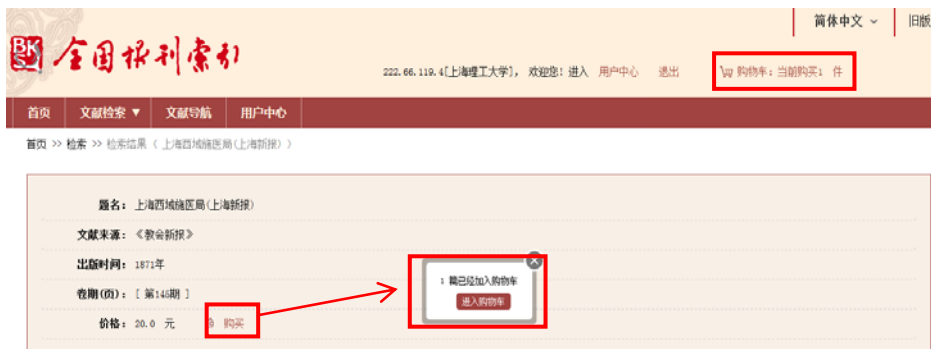 简体中文 旧版
全国报刊索引
222.66.119.4[上海理工大学], 欢迎您! 进入 用户中心 退出 购物车: 当前购买1 件
首页 文献检索 ▼ 文献导航 用户中心
首页 >> 检索 >> 检索结果 ( 上海西域施医局(上海新报) )
题名: 上海西域施医局(上海新报)
文献来源: 《教会新报》
出版时间: 1871年
1 篇已经加入购物车
卷期(页): [ 第145期 ]
进入购物车
价格: 20.0 元 购买